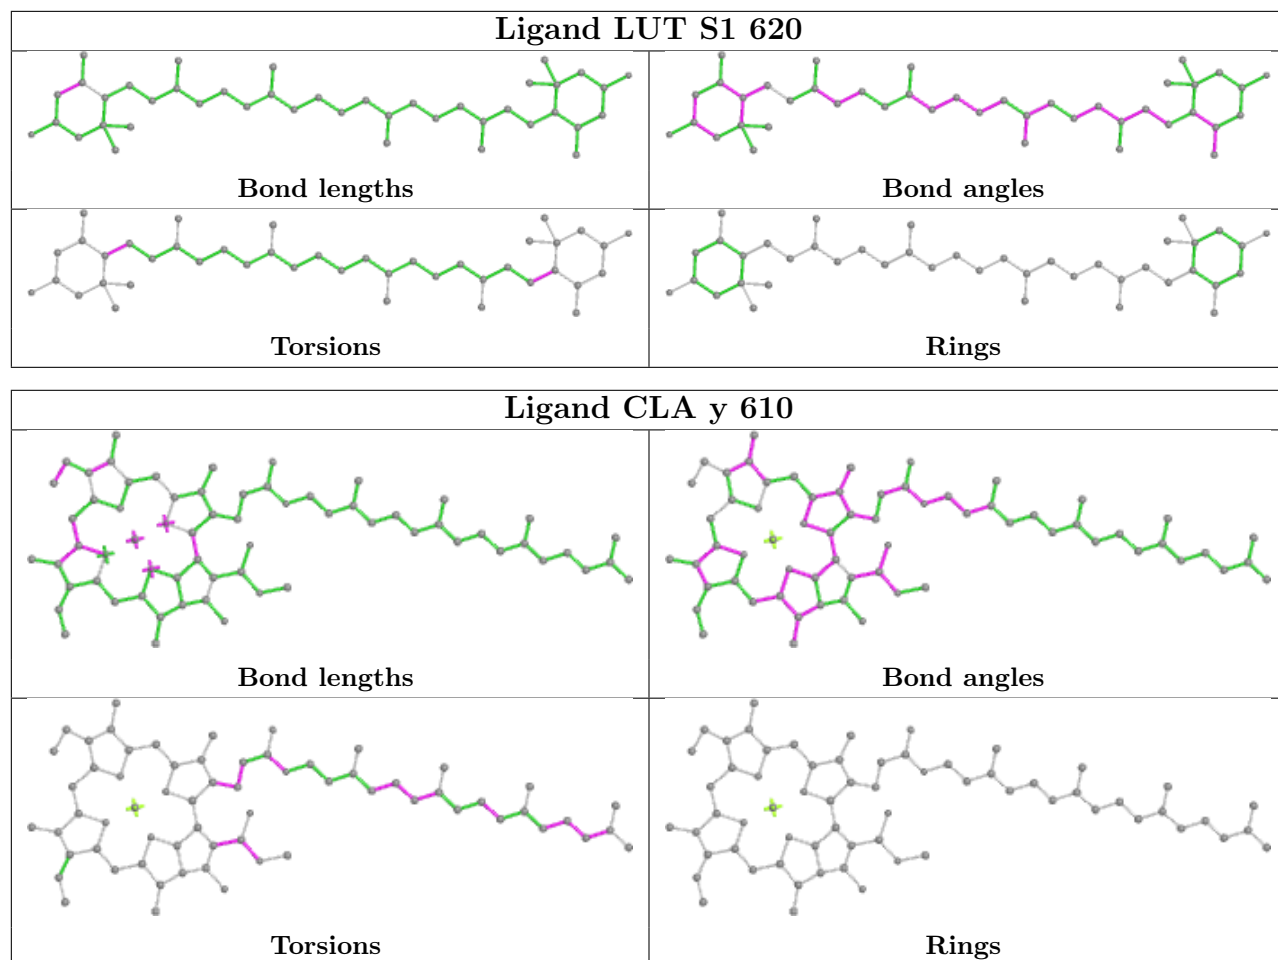 Ligand LUT S1 620
Bond lengths
Bond angles
Torsions
Rings
Ligand CLA y 610
Bond lengths
Bond angles
Torsions
Rings